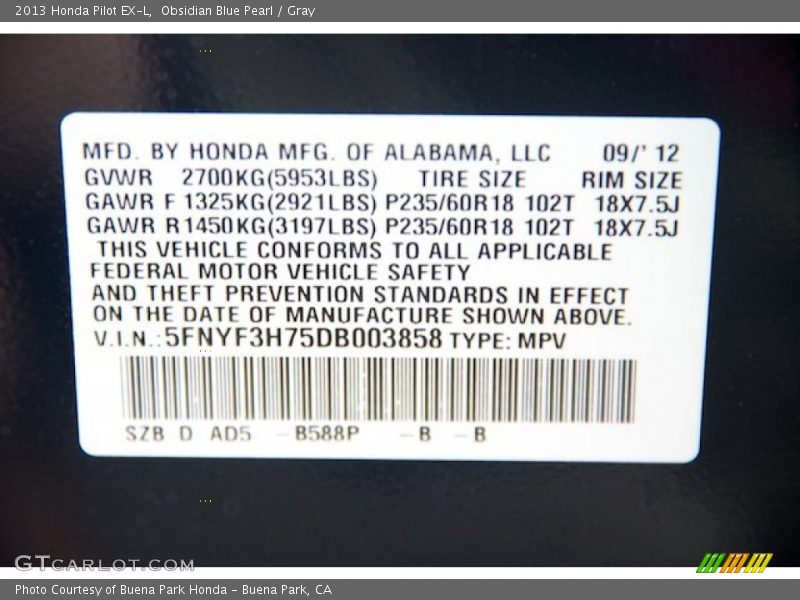 2013 Honda Pilot EX-L, Obsidian Blue Pearl / Gray
MFD. BY HONDA MFG. OF ALABAMA, LLC 09/' 12
GVWR 2700KG(5953LBS) TIRE SIZE RIM SIZE
GAWR F 1325KG(2921LBS) P235/60R18 102T 18X7.5J
GAWR R1450KG(3197LBS) P235/60R18 102T 18X7.5J
THIS VEHICLE CONFORMS TO ALL APPLICABLE
FEDERAL MOTOR VEHICLE SAFETY
AND THEFT PREVENTION STANDARDS IN EFFECT
ON THE DATE OF MANUFACTURE SHOWN ABOVE.
V.I.N.:5FNYF3H75DB003858 TYPE: MPV
SZB D AD5 -B588P -B -B
GTCARLOT.COM
Photo Courtesy of Buena Park Honda - Buena Park, CA